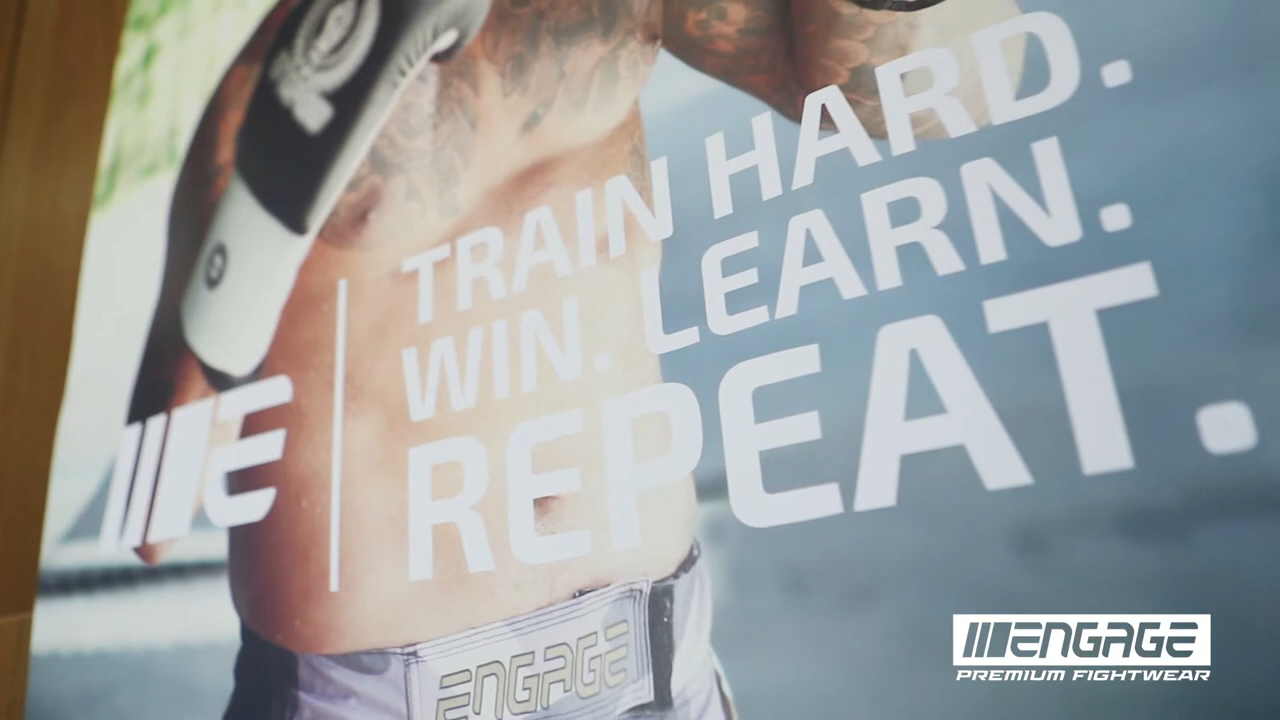 TRAIN HARD.
WIN. LEARN.
REPEAT.
E
ENGAGE
ENGAGE
PREMIUM FIGHTWEAR